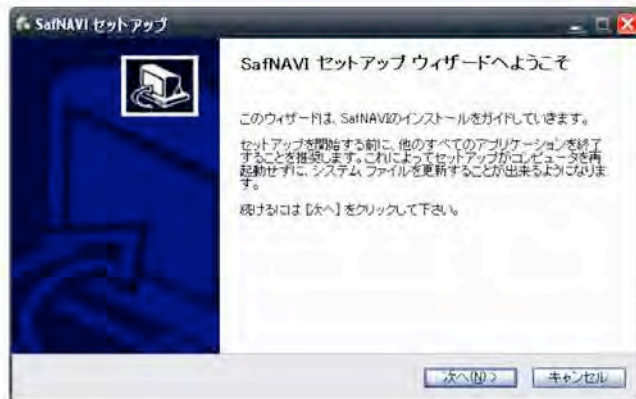 SafNAVI セットアップ
SafNAVI セットアップ ウィザードへようこそ
このウィザードは、SafNAVIのインストールをガイドしていきます。
セットアップを開始する前に、他のすべてのアプリケーションを終了
することを推奨します。これによってセットアップがコンピュータを再
起動せずに、システム ファイルを更新することが出来るようになりま
す。
続けるには [次へ] をクリックして下さい。
次へ(N) >
キャンセル